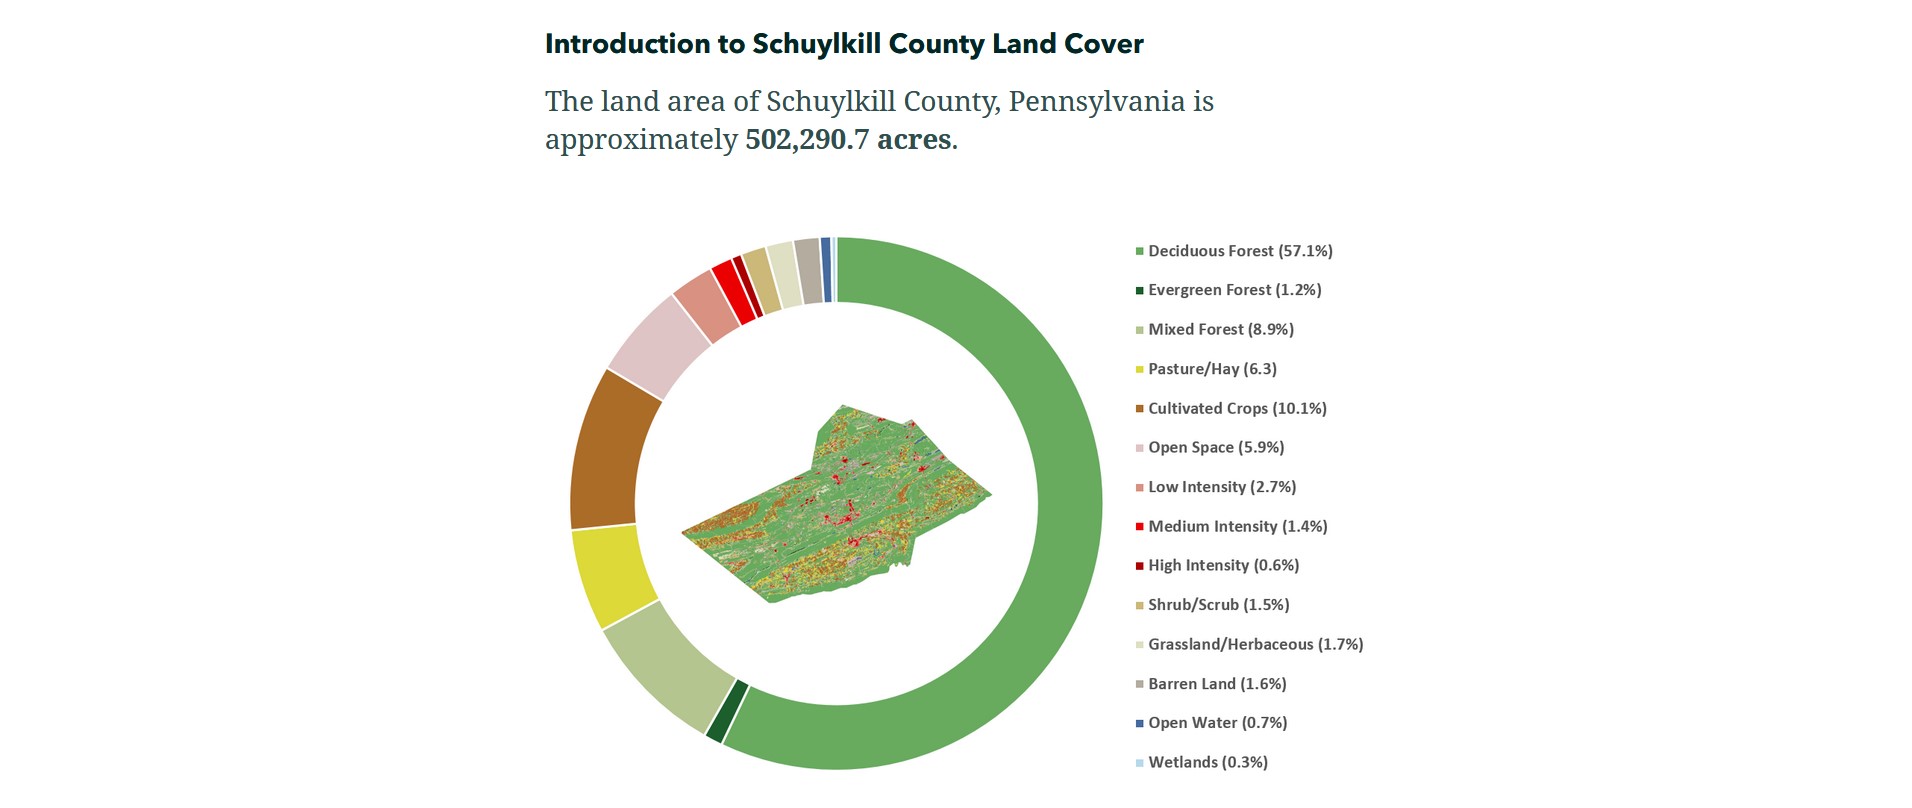 Introduction to Schuylkill County Land Cover
The land area of Schuylkill County, Pennsylvania is
approximately 502,290.7 acres.
Deciduous Forest (57.1%)
Evergreen Forest (1.2%)
Mixed Forest (8.9%)
Pasture/Hay (6.3)
Cultivated Crops (10.1%)
Open Space (5.9%)
Low Intensity (2.7%)
Medium Intensity (1.4%)
High Intensity (0.6%)
Shrub/Scrub (1.5%)
Grassland/Herbaceous (1.7%)
Barren Land (1.6%)
Open Water (0.7%)
Wetlands (0.3%)